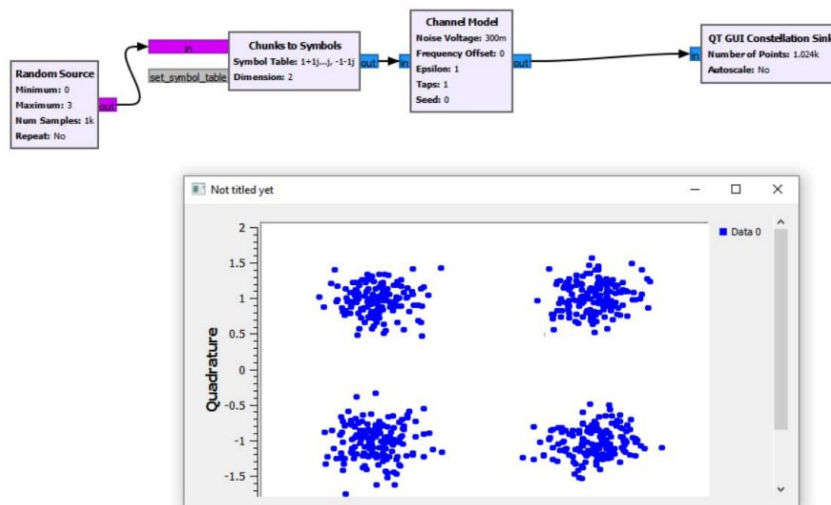 Random Source
Minimum: 0
Maximum: 3
Num Samples: 1k
Repeat: No
out
in
set_symbol_table
Chunks to Symbols
Symbol Table: 1+1j...j, -1-1j
Dimension: 2
out
in
Channel Model
Noise Voltage: 300m
Frequency Offset: 0
Epsilon: 1
Taps: 1
Seed: 0
out
in
QT GUI Constellation Sink
Number of Points: 1.024k
Autoscale: No
Not titled yet
2
1.5
1
0.5
0
-0.5
-1
-1.5
Quadrature
Data 0